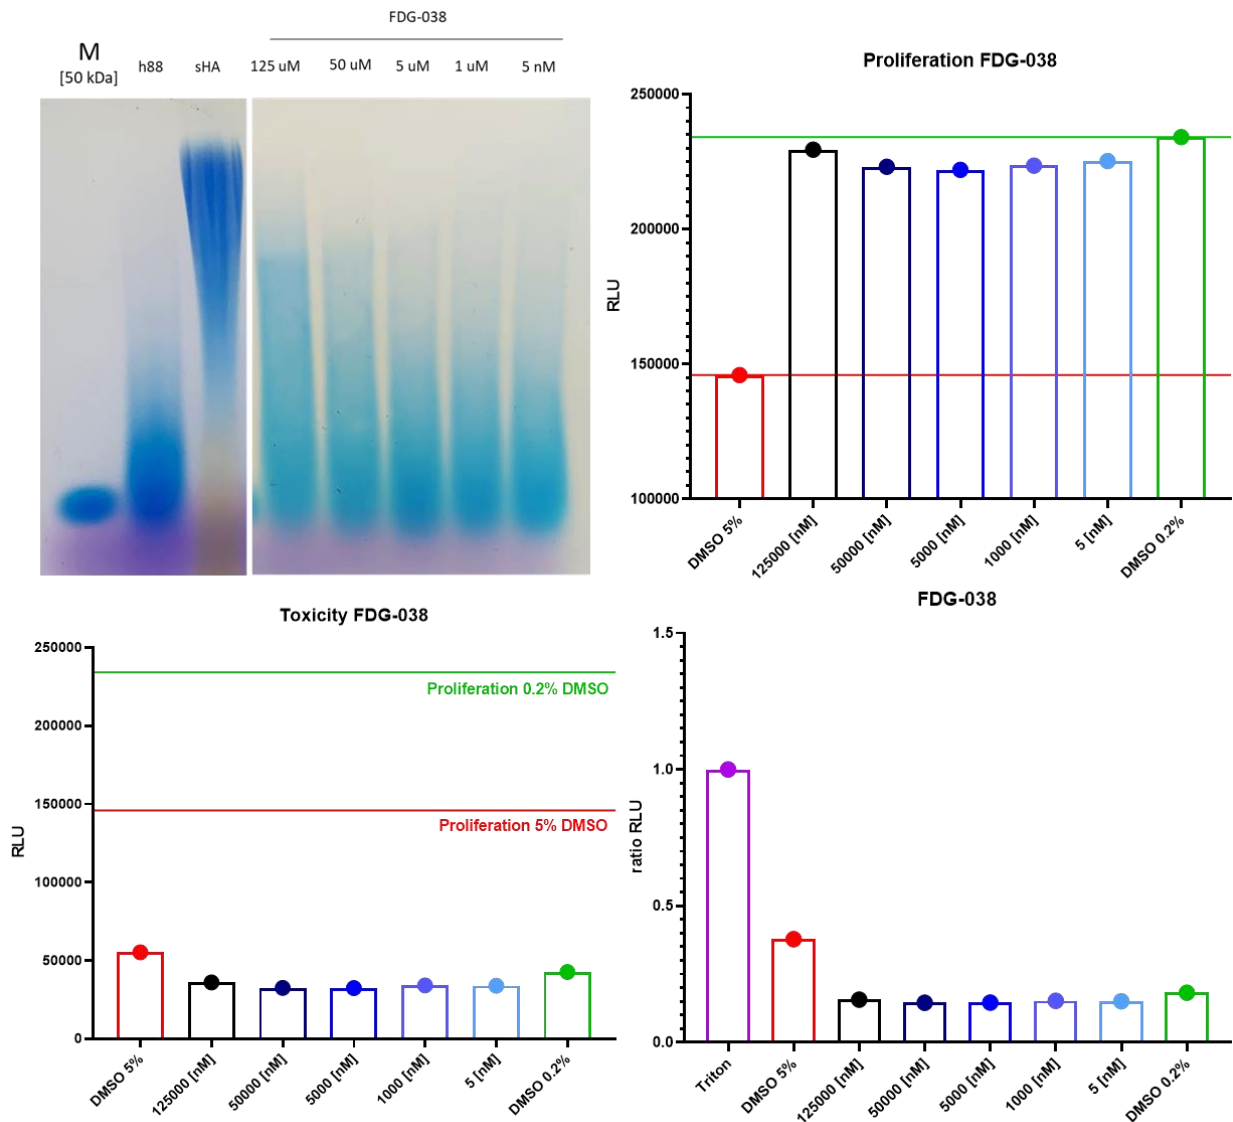 FDG-038
M
[50 kDa]
h88
sHA
125 uM
50 uM
5 uM
1 uM
5 nM
Proliferation FDG-038
250000
200000
150000
100000
RLU
DMSO 5%
125000 [nM]
50000 [nM]
5000 [nM]
1000 [nM]
5 [nM]
DMSO 0.2%
Toxicity FDG-038
250000
200000
150000
100000
50000
0
RLU
Proliferation 0.2% DMSO
Proliferation 5% DMSO
DMSO 5%
125000 [nM]
50000 [nM]
5000 [nM]
1000 [nM]
5 [nM]
DMSO 0.2%
FDG-038
1.5
1.0
0.5
0.0
ratio RLU
Triton
DMSO 5%
125000 [nM]
50000 [nM]
5000 [nM]
1000 [nM]
5 [nM]
DMSO 0.2%